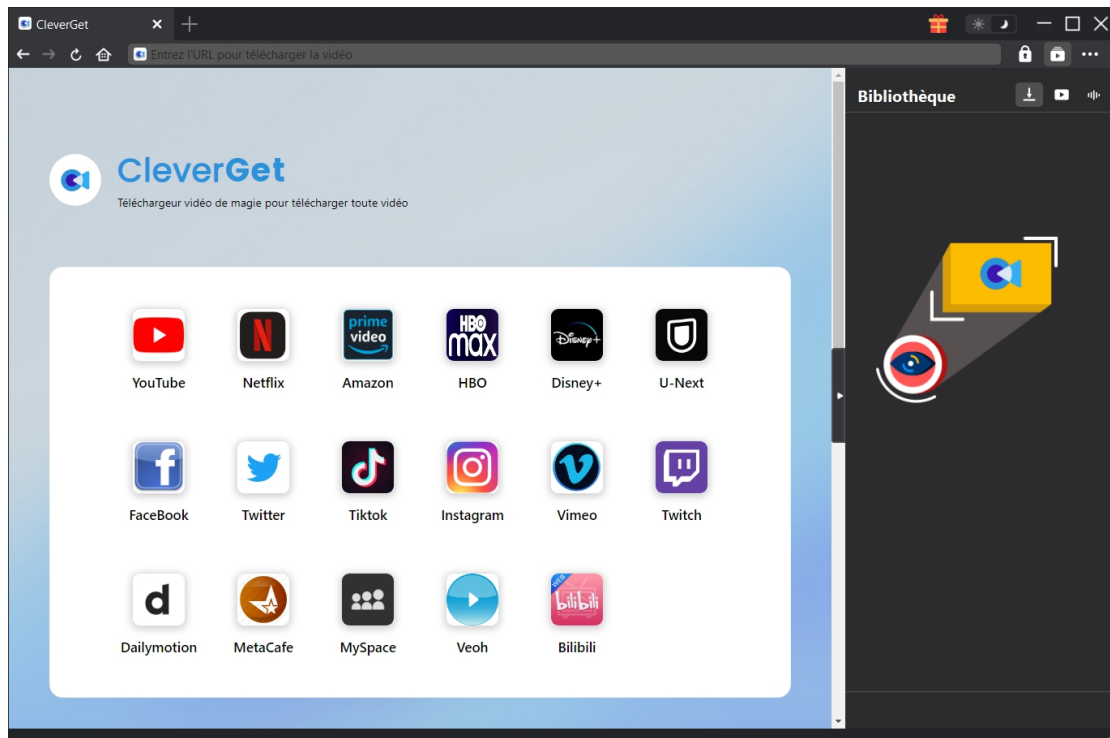 CleverGet
Entrez l'URL pour télécharger la vidéo
Bibliothèque
CleverGet
Téléchargeur vidéo de magie pour télécharger toute vidéo
prime video
HBO max
Disney+
YouTube Netflix Amazon HBO Disney+ U-Next
FaceBook Twitter Tiktok Instagram Vimeo Twitch
WEB
bilibili
Dailymotion MetaCafe MySpace Veoh Bilibili